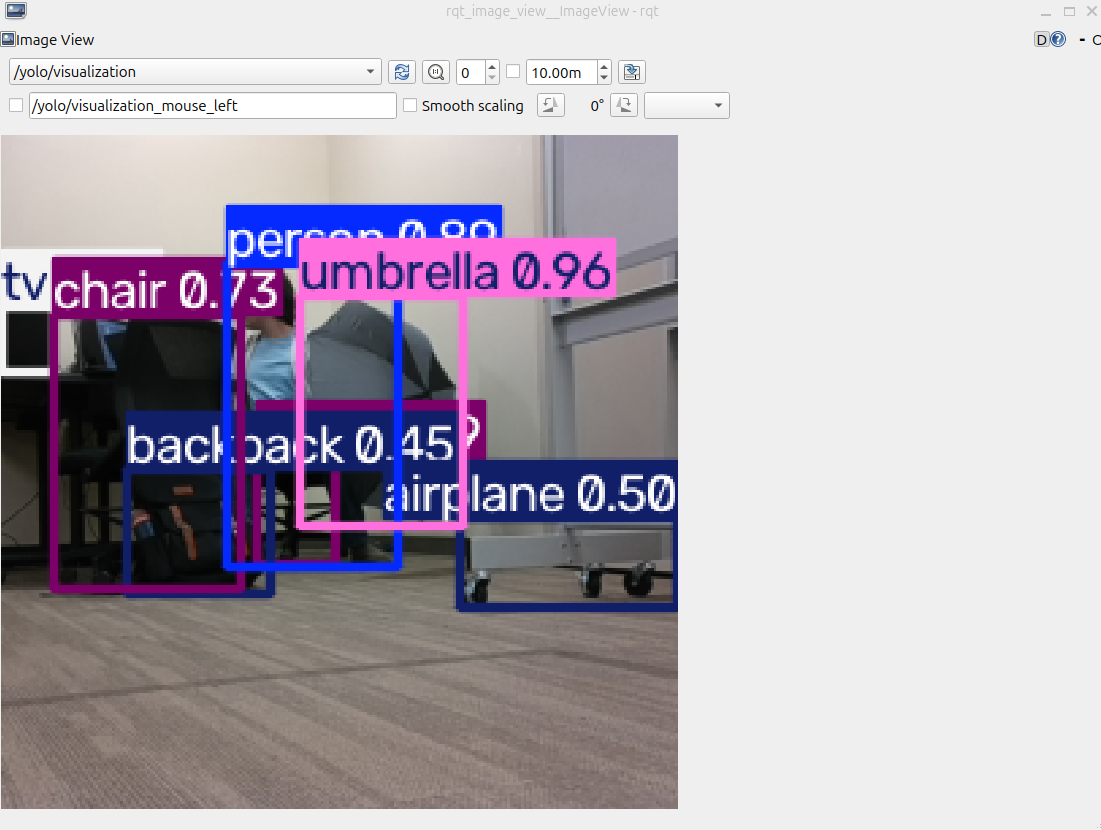 rqt_image_view__ImageView - rqt
Image View
D
/yolo/visualization
0
10.00m
/yolo/visualization_mouse_left
Smooth scaling
0°
person 0.89
umbrella 0.96
tv
chair 0.73
backpack 0.45
airplane 0.50